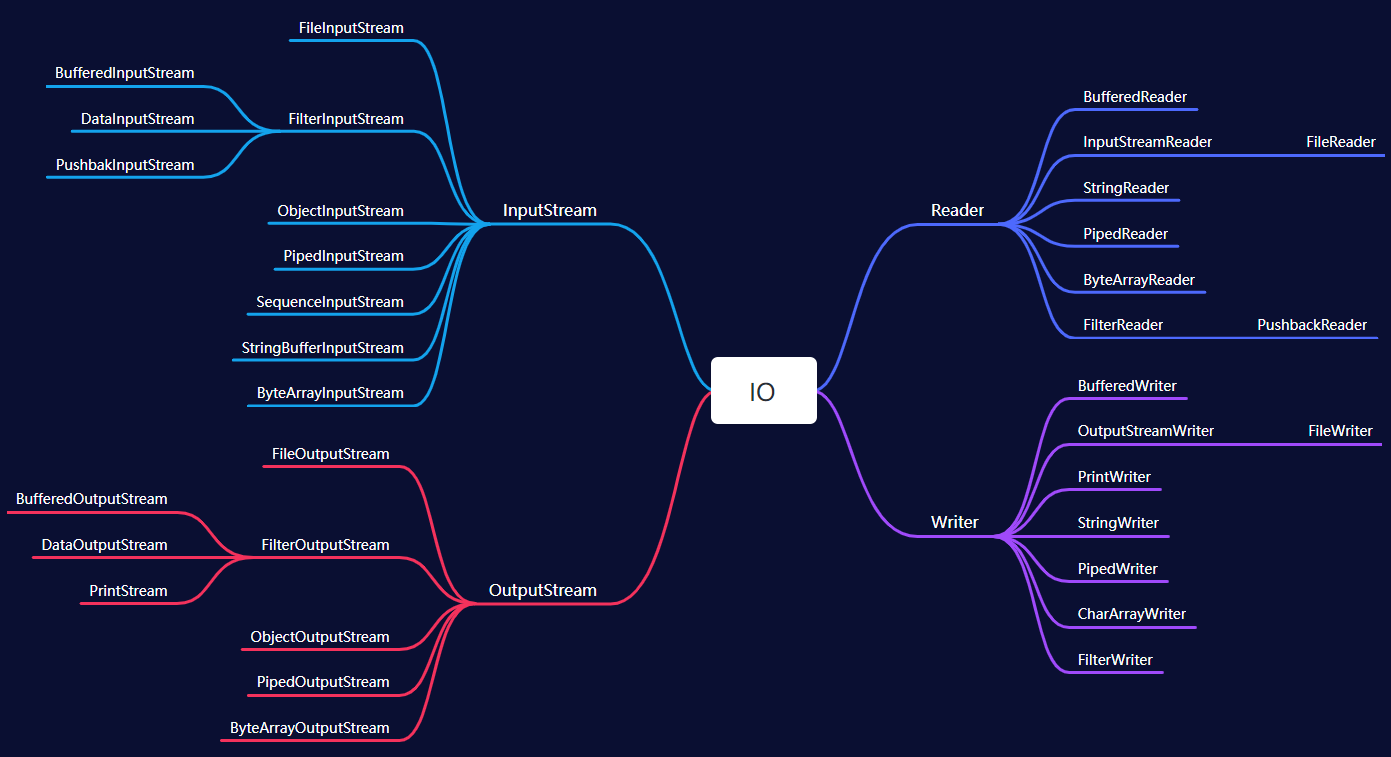 FileInputStream
BufferedInputStream
DataInputStream
PushbakInputStream
FilterInputStream
ObjectInputStream
PipedInputStream
SequenceInputStream
StringBufferInputStream
ByteArrayInputStream
InputStream
FileOutputStream
BufferedOutputStream
DataOutputStream
PrintStream
FilterOutputStream
ObjectOutputStream
PipedOutputStream
ByteArrayOutputStream
OutputStream
IO
Reader
BufferedReader
InputStreamReader
FileReader
StringReader
PipedReader
ByteArrayReader
FilterReader
PushbackReader
Writer
BufferedWriter
OutputStreamWriter
FileWriter
PrintWriter
StringWriter
PipedWriter
CharArrayWriter
FilterWriter